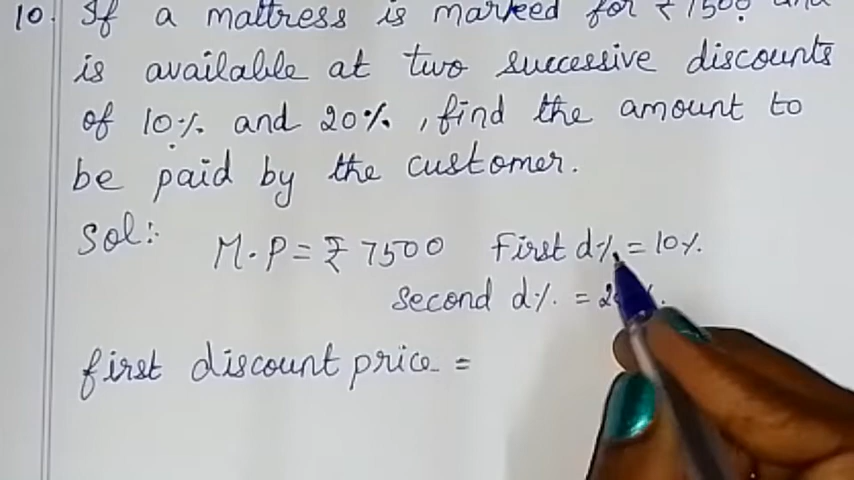 10. If a mattress is marked for ₹ 7500 and
is available at two successive discounts
of 10% and 20%, find the amount to
be paid by the customer.
Sol:
M.P = ₹ 7500 First d% = 10%
Second d% =
first discount price =